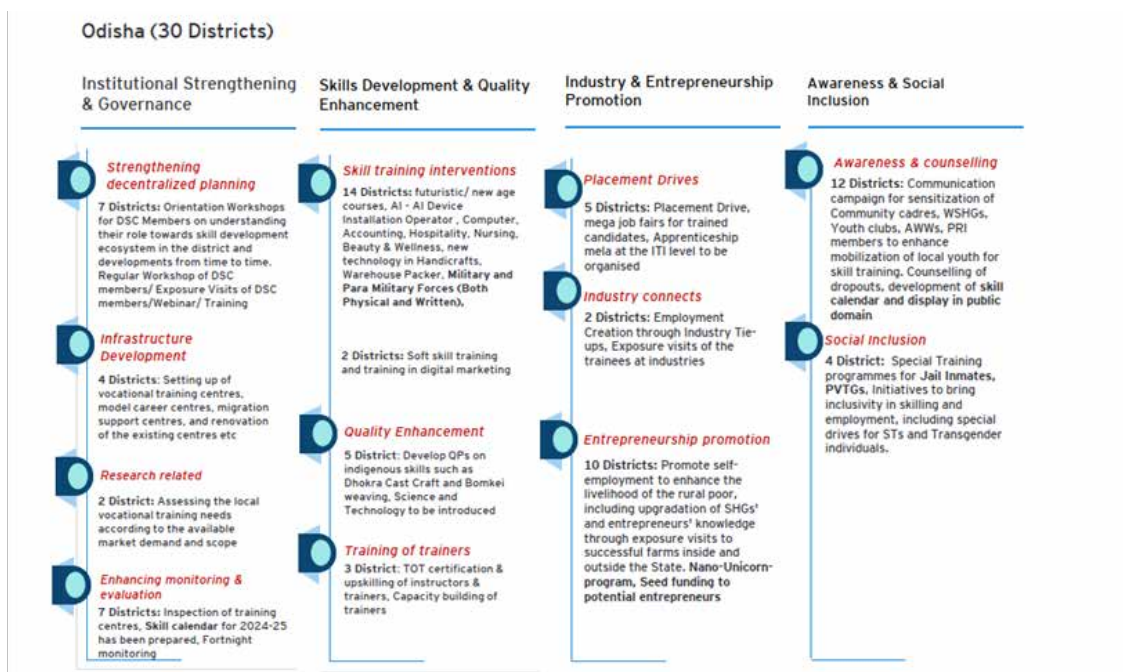 Odisha (30 Districts)
Institutional Strengthening
& Governance
Strengthening
decentralized planning
7 Districts: Orientation Workshops
for DSC Members on understanding
their role towards skill development
ecosystem in the district and
developments from time to time.
Regular Workshop of DSC
members/ Exposure Visits of DSC
members/Webinar/ Training
Infrastructure
Development
4 Districts: Setting up of
vocational training centres,
model career centres, migration
support centres, and renovation
of the existing centres etc
Research related
2 District: Assessing the local
vocational training needs
according to the available
market demand and scope
Enhancing monitoring &
evaluation
7 Districts: Inspection of training
centres, Skill calendar for 2024-25
has been prepared, Fortnight
monitoring
Skills Development & Quality
Enhancement
Skill training interventions
14 Districts: futuristic/ new age
courses, AI - AI Device
Installation Operator , Computer,
Accounting, Hospitality, Nursing,
Beauty & Wellness, new
technology in Handicrafts,
Warehouse Packer, Military and
Para Military Forces (Both
Physical and Written),
2 Districts: Soft skill training
and training in digital marketing
Quality Enhancement
5 District: Develop QPs on
indigenous skills such as
Dhokra Cast Craft and Bomkei
weaving, Science and
Technology to be introduced
Training of trainers
3 District: TOT certification &
upskilling of instructors &
trainers, Capacity building of
trainers
Industry & Entrepreneurship
Promotion
Placement Drives
5 Districts: Placement Drive,
mega job fairs for trained
candidates, Apprenticeship
mela at the ITI level to be
organised
Industry connects
2 Districts: Employment
Creation through Industry Tie-
ups, Exposure visits of the
trainees at industries
Entrepreneurship promotion
10 Districts: Promote self-
employment to enhance the
livelihood of the rural poor,
including upgradation of SHGs'
and entrepreneurs' knowledge
through exposure visits to
successful farms inside and
outside the State. Nano-Unicorn-
program, Seed funding to
potential entrepreneurs
Awareness & Social
Inclusion
Awareness & counselling
12 Districts: Communication
campaign for sensitization of
Community cadres, WSHGs,
Youth clubs, AWWs, PRI
members to enhance
mobilization of local youth for
skill training. Counselling of
dropouts, development of skill
calendar and display in public
domain
Social Inclusion
4 District: Special Training
programmes for Jail Inmates,
PVTGs, Initiatives to bring
inclusivity in skilling and
employment, including special
drives for STs and Transgender
individuals.